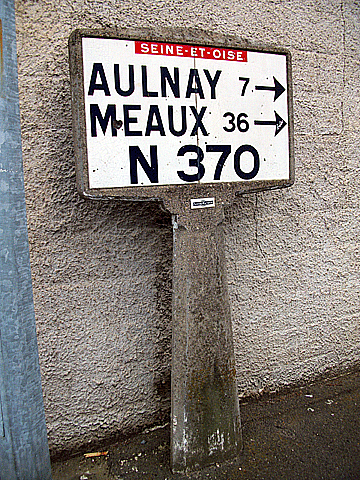 SEINE-ET-OISE
AULNAY 7 →
MEAUX 36 →
N 370